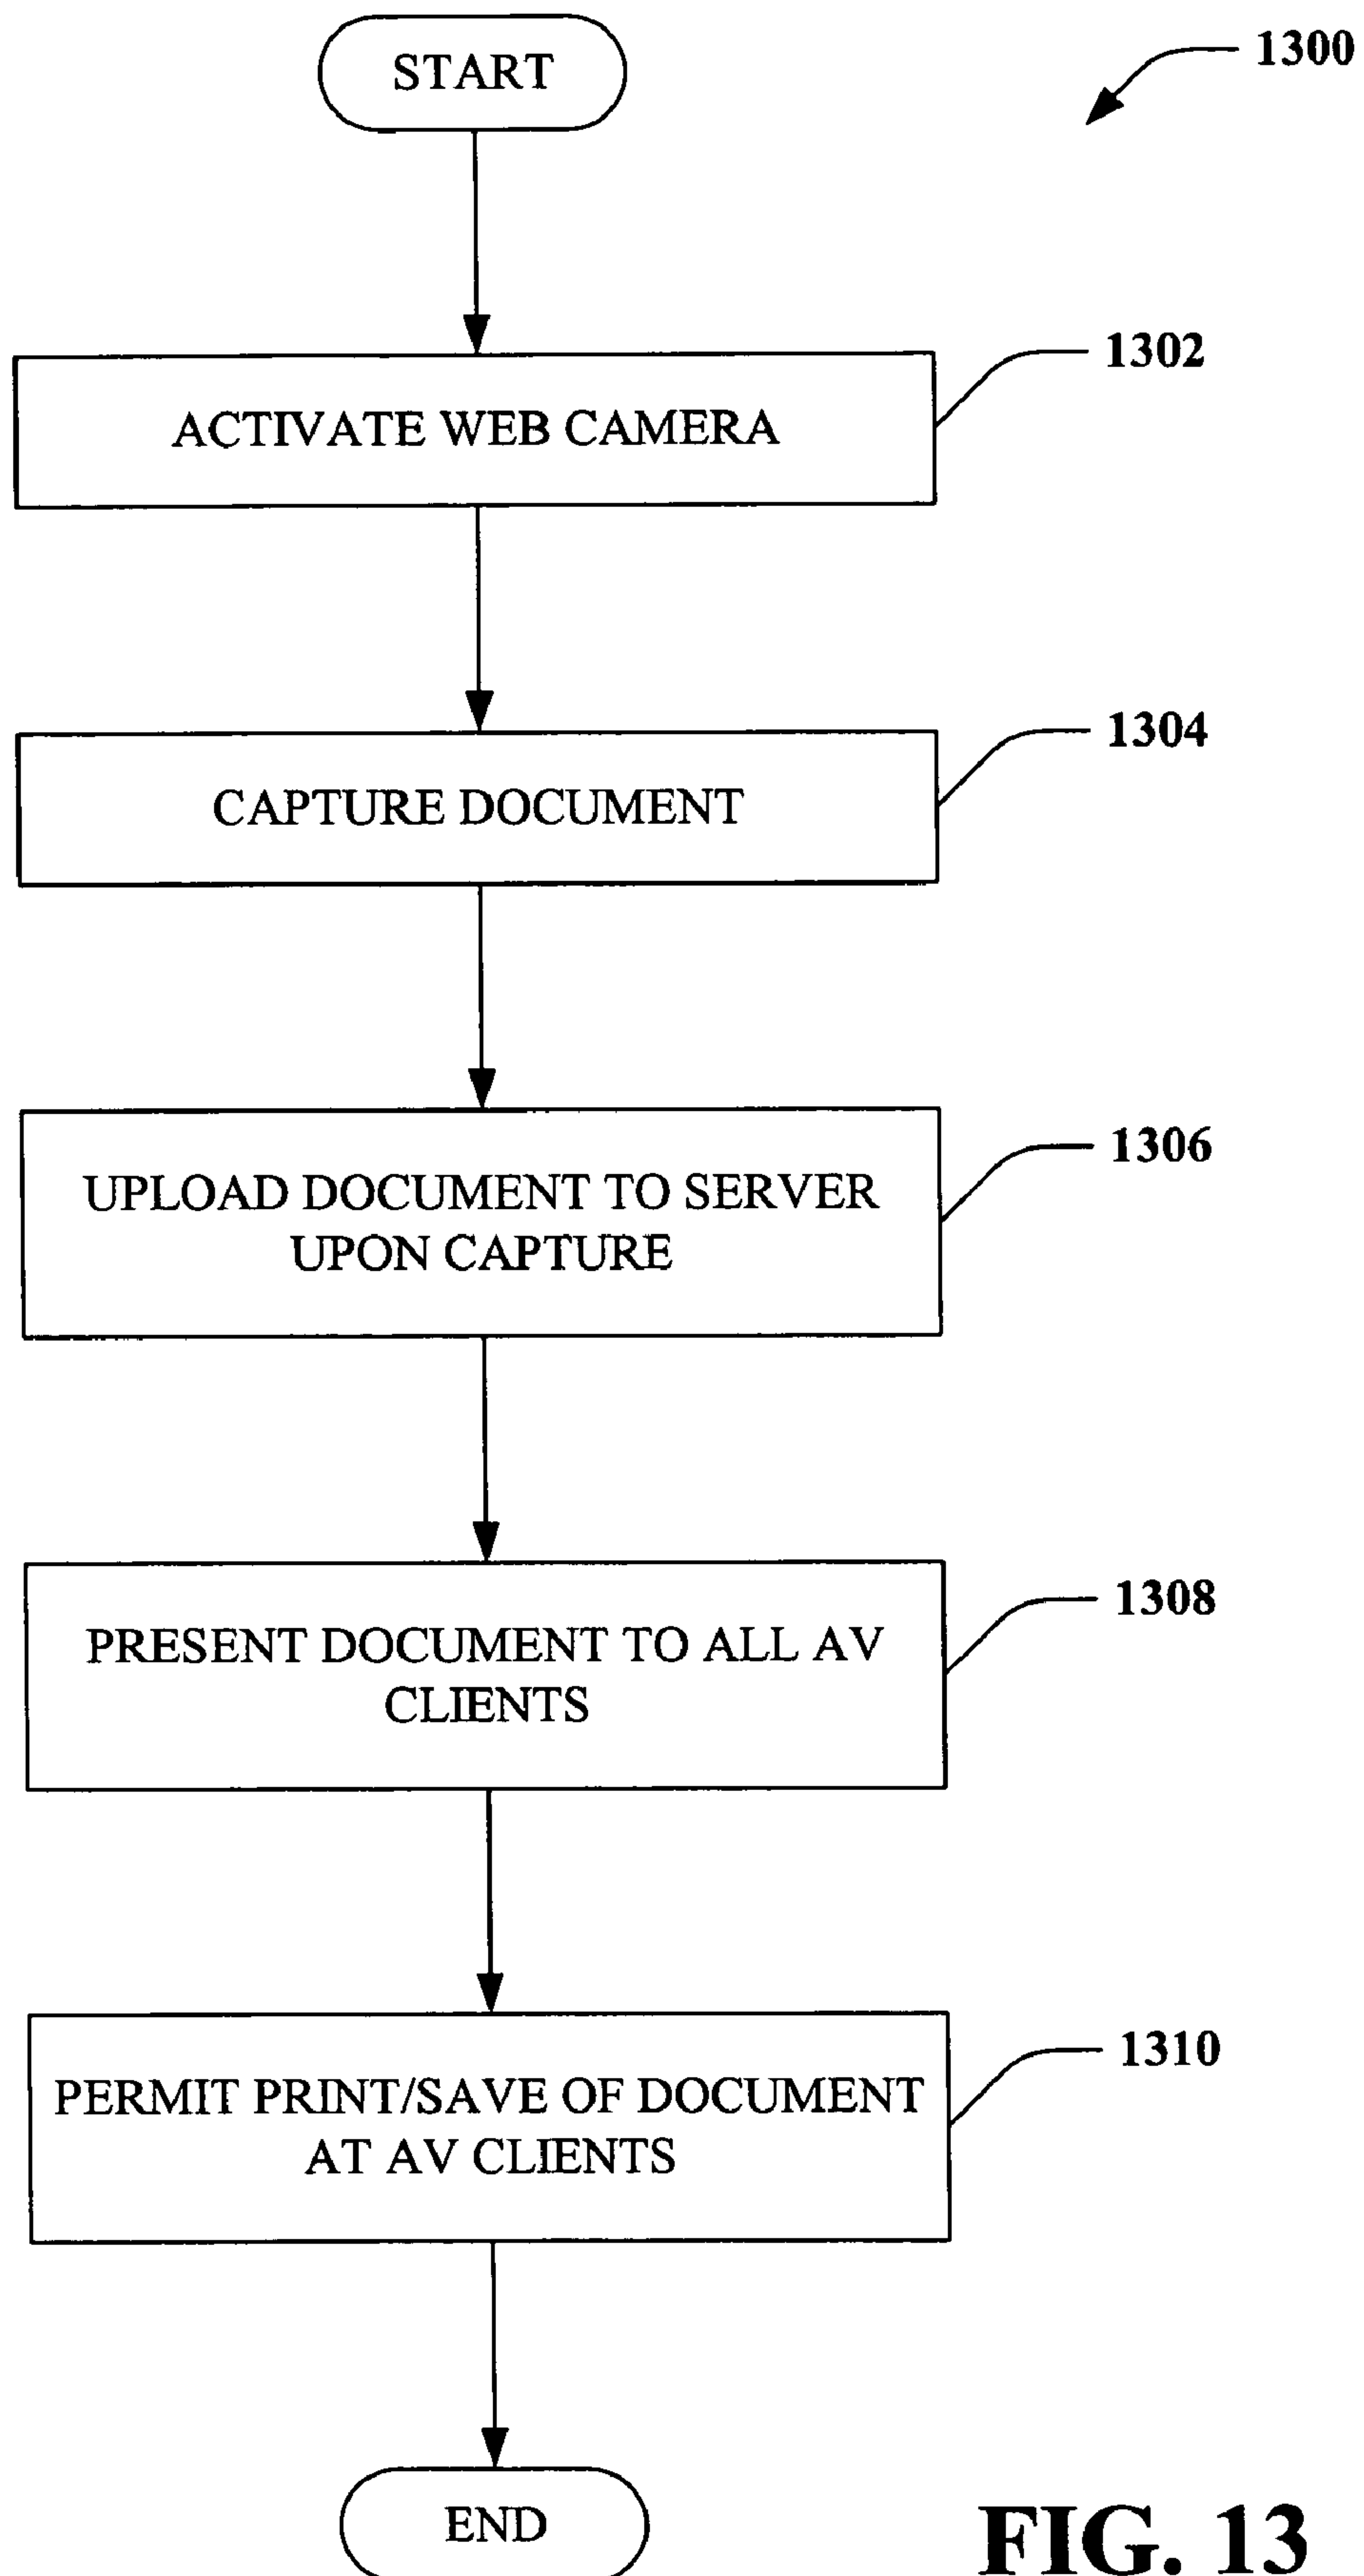 START
1300
1302
ACTIVATE WEB CAMERA
1304
CAPTURE DOCUMENT
1306
UPLOAD DOCUMENT TO SERVER
UPON CAPTURE
1308
PRESENT DOCUMENT TO ALL AV
CLIENTS
1310
PERMIT PRINT/SAVE OF DOCUMENT
AT AV CLIENTS
END
FIG. 13